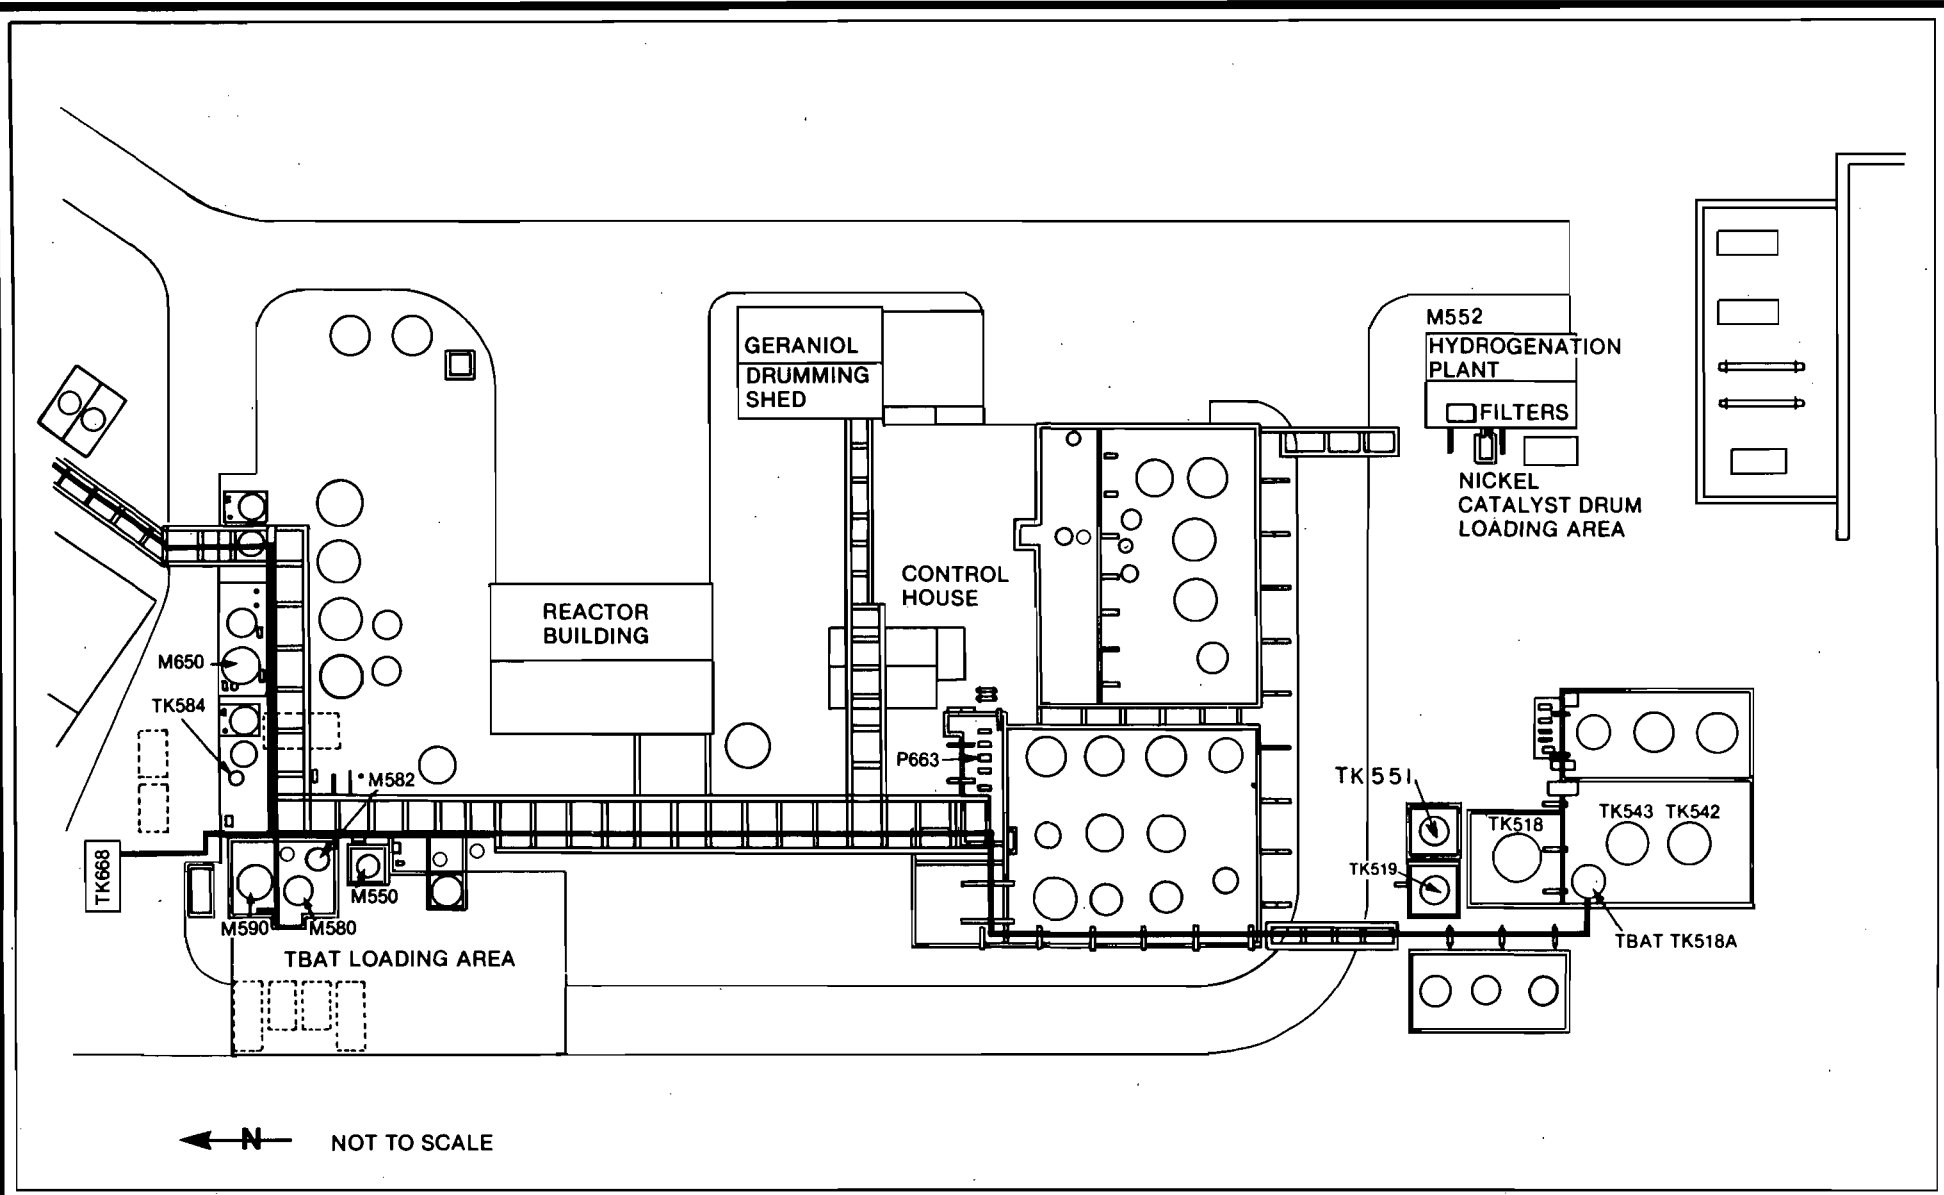 M552
HYDROGENATION
PLANT
GERANIOL
DRUMMING
SHED
FILTERS
NICKEL
CATALYST DRUM
LOADING AREA
CONTROL
HOUSE
REACTOR
BUILDING
M650
TK584
P663
M582
TK551
TK543 TK542
TK518
TK668
TK519
M550
M590
M580
TBAT TK518A
TBAT LOADING AREA
N
NOT TO SCALE